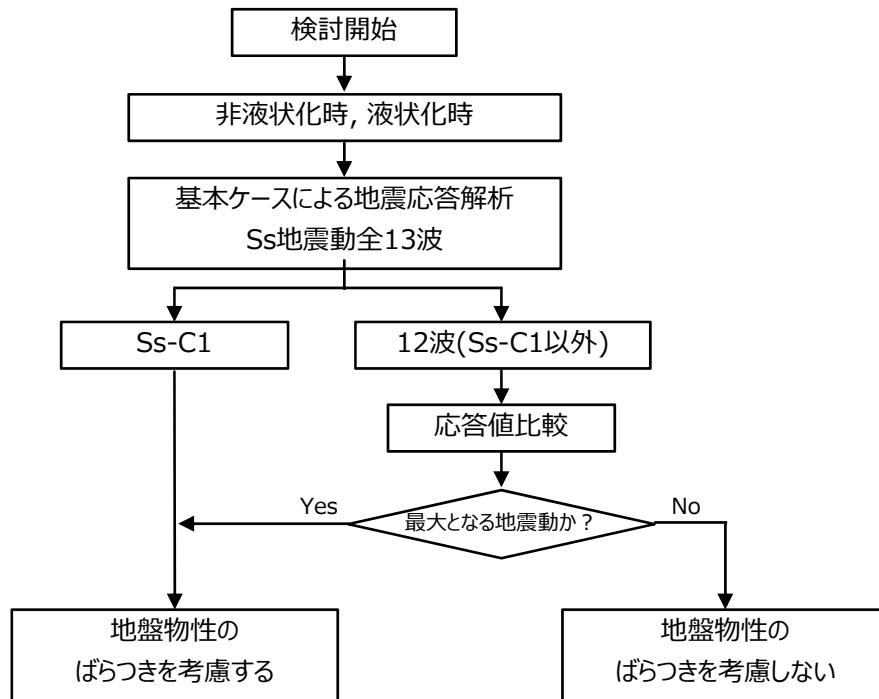 検討開始
非液状化時, 液状化時
基本ケースによる地震応答解析
Ss地震動全13波
Ss-C1
12波(Ss-C1以外)
応答値比較
Yes
最大となる地震動か？
No
地盤物性の
ばらつきを考慮する
地盤物性の
ばらつきを考慮しない